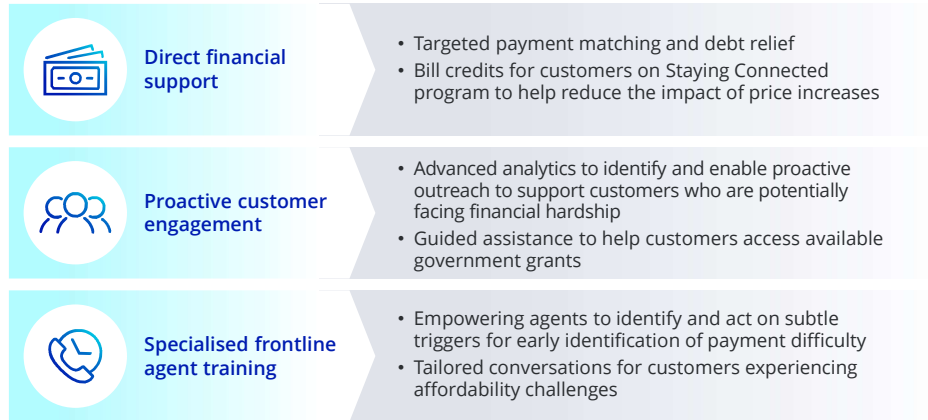 Direct financial
support
• Targeted payment matching and debt relief
• Bill credits for customers on Staying Connected
program to help reduce the impact of price increases
Proactive customer
engagement
• Advanced analytics to identify and enable proactive
outreach to support customers who are potentially
facing financial hardship
• Guided assistance to help customers access available
government grants
Specialised frontline
agent training
• Empowering agents to identify and act on subtle
triggers for early identification of payment difficulty
• Tailored conversations for customers experiencing
affordability challenges